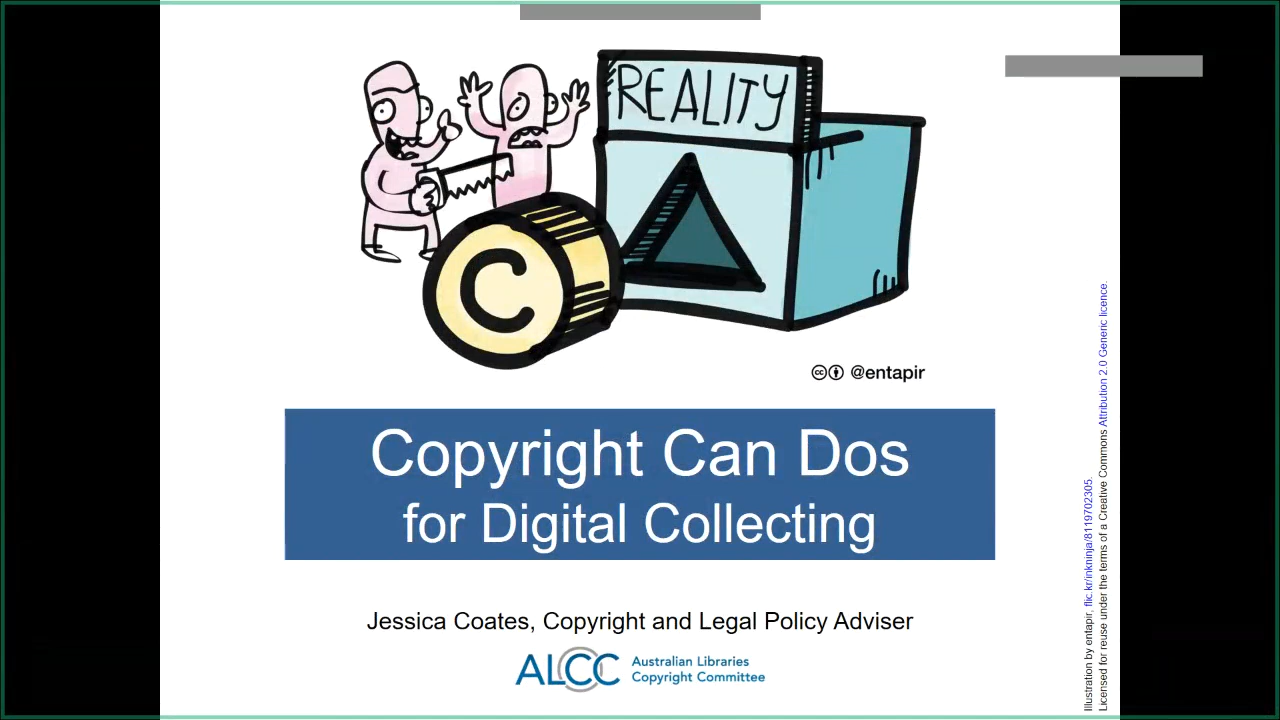 REALITY
C
@entapir
Copyright Can Dos
for Digital Collecting
Jessica Coates, Copyright and Legal Policy Adviser
ALCC
Australian Libraries
Copyright Committee
Illustration by entapir, flic.kr/inkninja/8119702305.
Licensed for reuse under the terms of a Creative Commons Attribution 2.0 Generic licence.